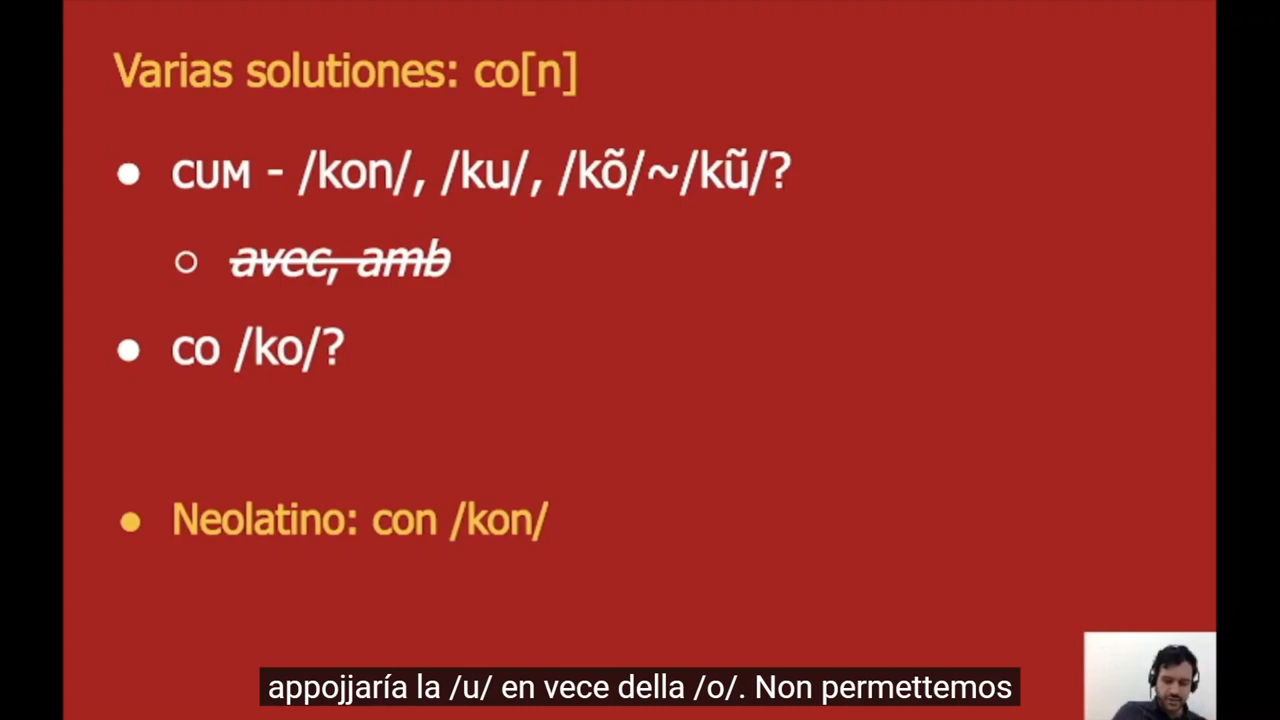 Varias solutiones: co[n]
● CUM - /kon/, /ku/, /kõ/~/kũ/?
○ avec, amb
● co /ko/?
● Neolatino: con /kon/
appojjaría la /u/ en vece della /o/. Non permettemos